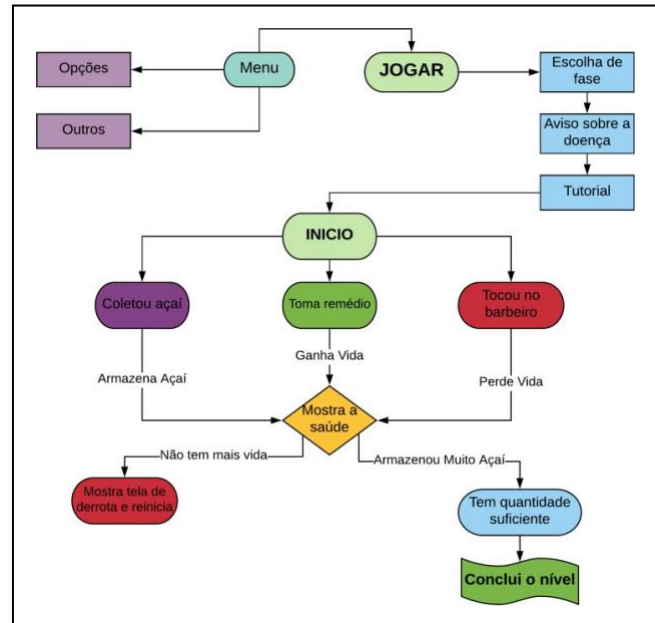 Opções
Menu
JOGAR
Escolha de
fase
Outros
Aviso sobre a
doença
Tutorial
INICIO
Coletou açaí
Toma remédio
Tocou no
barbeiro
Armazena Açaí
Ganha Vida
Perde Vida
Mostra a
saúde
Não tem mais vida
Armazenou Muito Açaí
Mostra tela de
derrota e reinicia
Tem quantidade
suficiente
Conclui o nível